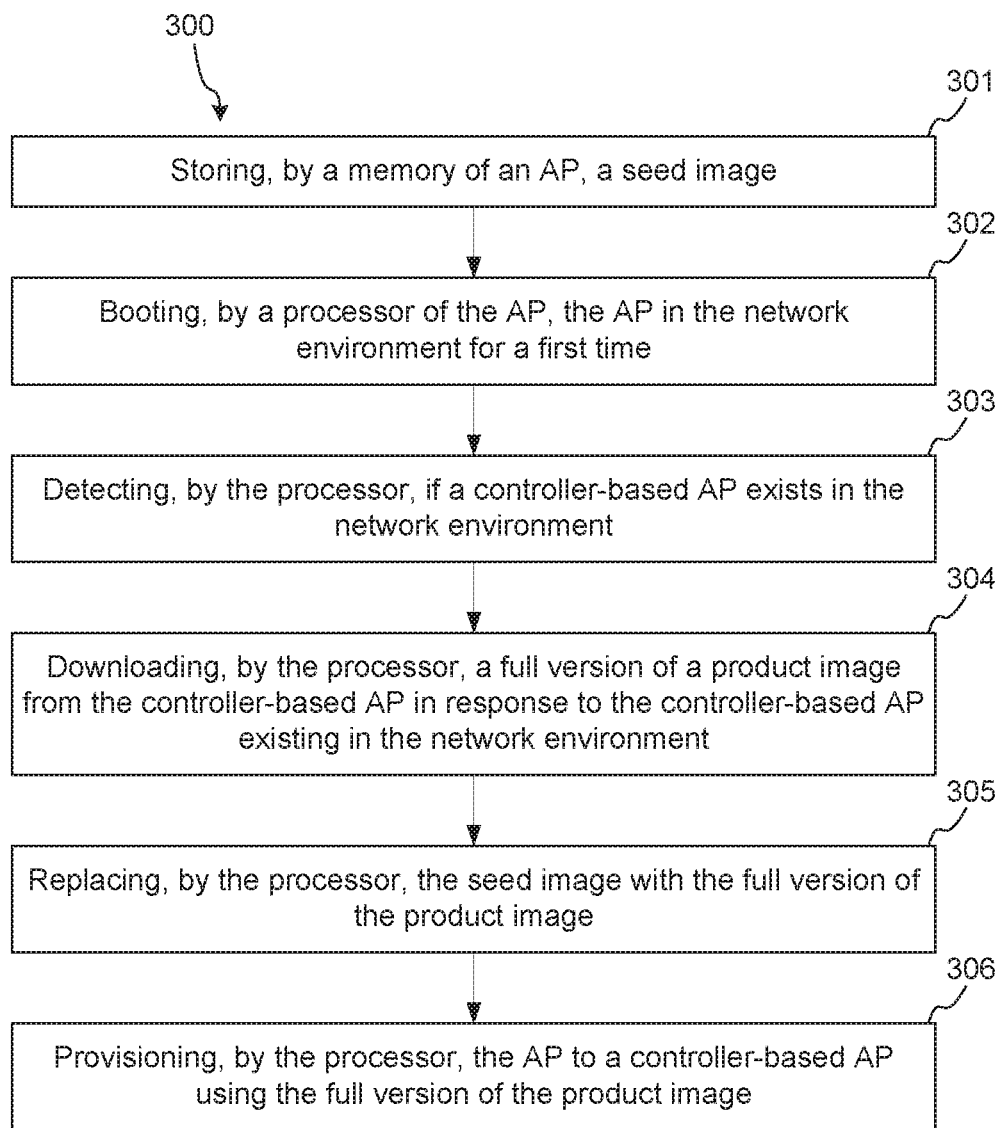 300
301
Storing, by a memory of an AP, a seed image
302
Booting, by a processor of the AP, the AP in the network
environment for a first time
303
Detecting, by the processor, if a controller-based AP exists in the
network environment
304
Downloading, by the processor, a full version of a product image
from the controller-based AP in response to the controller-based AP
existing in the network environment
305
Replacing, by the processor, the seed image with the full version of
the product image
306
Provisioning, by the processor, the AP to a controller-based AP
using the full version of the product image